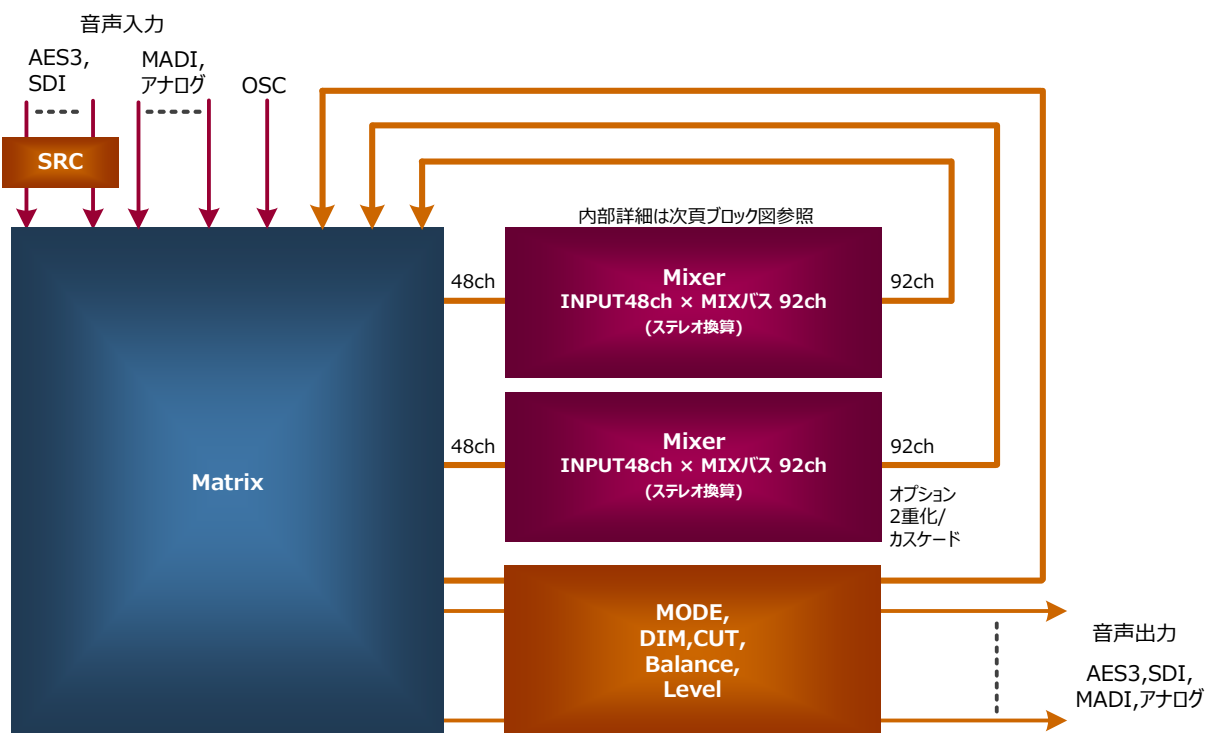 音声入力
AES3,
SDI
MADI,
アナログ
OSC
SRC
内部詳細は次頁ブロック図参照
48ch
Mixer
INPUT48ch × MIXバス 92ch
(ステレオ換算)
92ch
48ch
Mixer
INPUT48ch × MIXバス 92ch
(ステレオ換算)
92ch
オプション
2重化/
カスケード
Matrix
MODE,
DIM,CUT,
Balance,
Level
音声出力
AES3,SDI,
MADI,アナログ